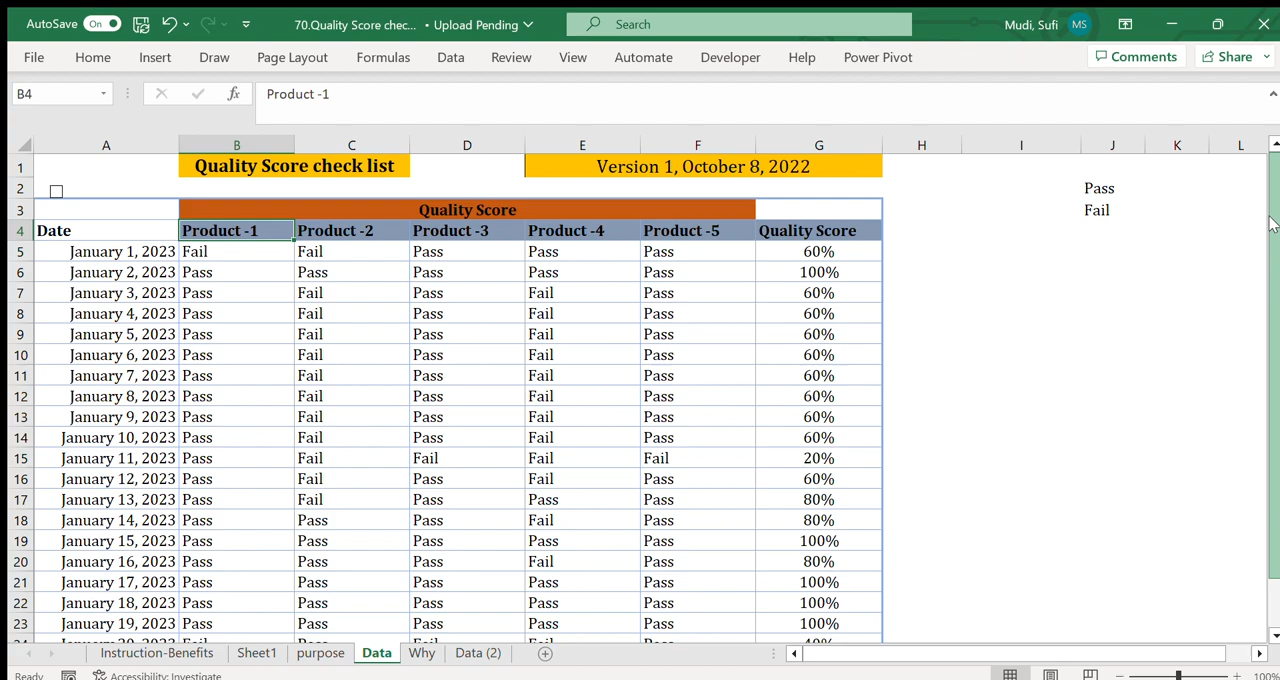 AutoSave On 70.Quality Score chec... • Upload Pending Search Mudi, Sufi MS
File Home Insert Draw Page Layout Formulas Data Review View Automate Developer Help Power Pivot Comments Share
B4 fx Product -1
A B C D E F G H I J K L
1 Quality Score check list Version 1, October 8, 2022
2 Pass
3 Quality Score Fail
4 Date Product -1 Product -2 Product -3 Product -4 Product -5 Quality Score
5 January 1, 2023 Fail Fail Pass Pass Pass 60%
6 January 2, 2023 Pass Pass Pass Pass Pass 100%
7 January 3, 2023 Pass Fail Pass Fail Pass 60%
8 January 4, 2023 Pass Fail Pass Fail Pass 60%
9 January 5, 2023 Pass Fail Pass Fail Pass 60%
10 January 6, 2023 Pass Fail Pass Fail Pass 60%
11 January 7, 2023 Pass Fail Pass Fail Pass 60%
12 January 8, 2023 Pass Fail Pass Fail Pass 60%
13 January 9, 2023 Pass Fail Pass Fail Pass 60%
14 January 10, 2023 Pass Fail Pass Fail Pass 60%
15 January 11, 2023 Pass Fail Fail Fail Fail 20%
16 January 12, 2023 Pass Fail Pass Fail Pass 60%
17 January 13, 2023 Pass Fail Pass Pass Pass 80%
18 January 14, 2023 Pass Pass Pass Fail Pass 80%
19 January 15, 2023 Pass Pass Pass Pass Pass 100%
20 January 16, 2023 Pass Pass Pass Fail Pass 80%
21 January 17, 2023 Pass Pass Pass Pass Pass 100%
22 January 18, 2023 Pass Pass Pass Pass Pass 100%
23 January 19, 2023 Pass Pass Pass Pass Pass 100%
24 January 20, 2023 Fail Pass Fail Fail Pass 40%
Instruction-Benefits Sheet1 purpose Data Why Data (2)
Ready Accessibility: Investigate 100%